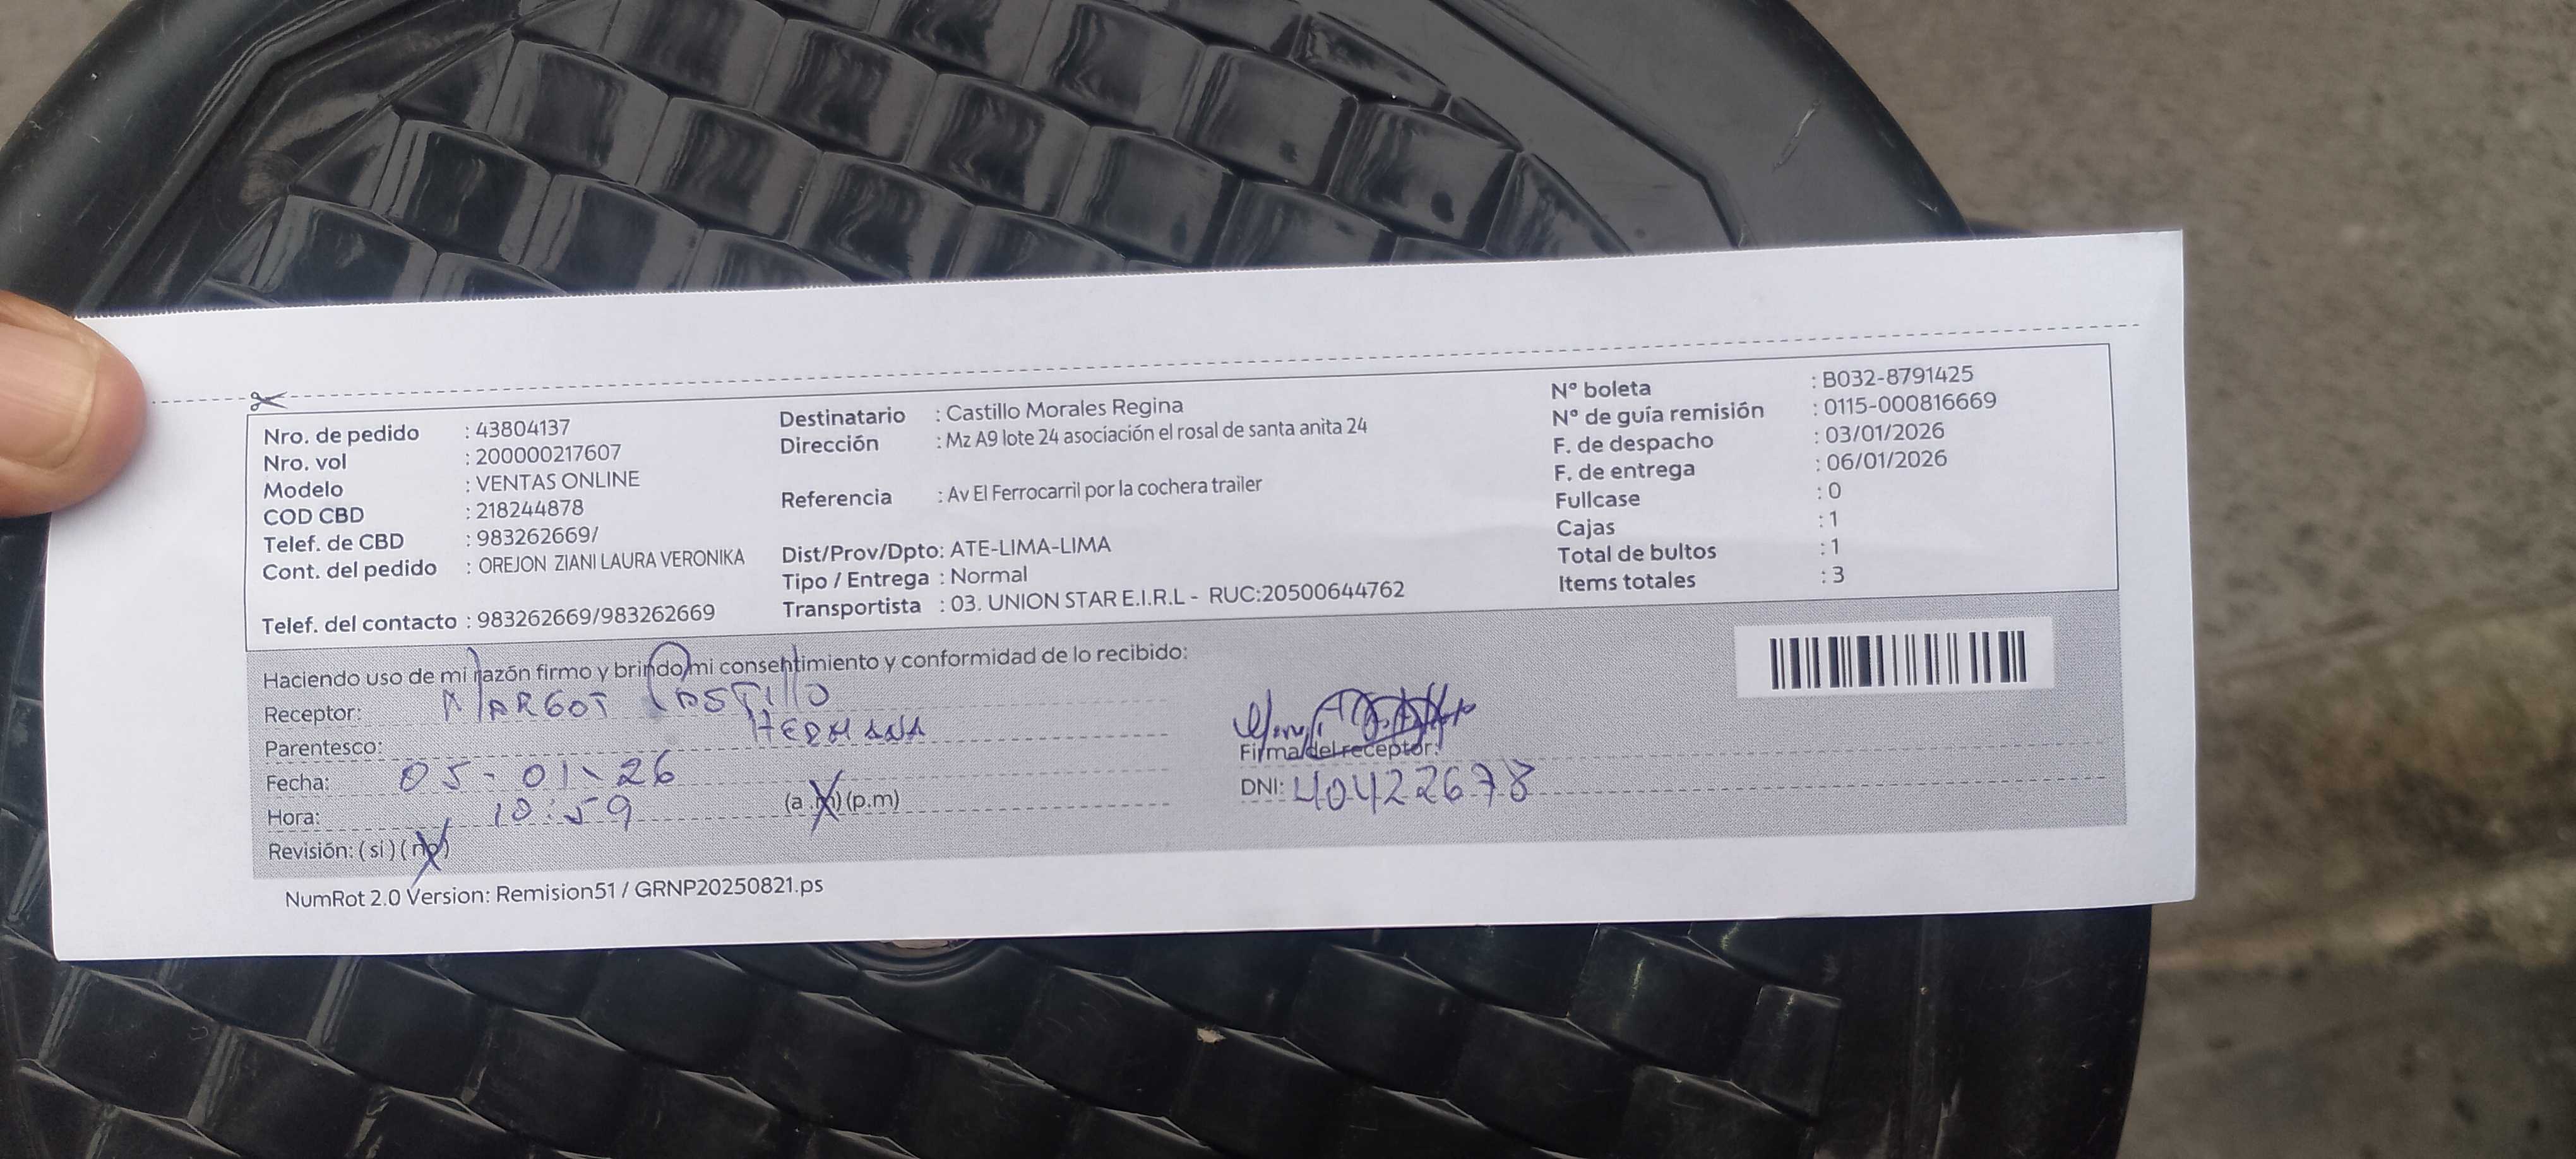 Nro. de pedido : 43804137
Nro. vol : 200000217607
Modelo : VENTAS ONLINE
COD CBD : 218244878
Telef. de CBD : 983262669/
Cont. del pedido : OREJON ZIANI LAURA VERONIKA
Telef. del contacto : 983262669/983262669
Destinatario : Castillo Morales Regina
Dirección : Mz A9 lote 24 asociación el rosal de santa anita 24
Referencia : Av El Ferrocarril por la cochera trailer
Dist/Prov/Dpto: ATE-LIMA-LIMA
Tipo / Entrega : Normal
Transportista : 03. UNION STAR E.I.R.L - RUC:20500644762
N° boleta : B032-8791425
N° de guía remisión : 0115-000816669
F. de despacho : 03/01/2026
F. de entrega : 06/01/2026
Fullcase : 0
Cajas : 1
Total de bultos : 1
Items totales : 3
Haciendo uso de mi razón firmo y brindo mi consentimiento y conformidad de lo recibido:
Receptor: MARGOT CASTILLO
Parentesco: HERMANA
Fecha: 05-01-26
Hora: 10:59 (a.m) (p.m)
Revisión: (si) (no)
Firma del receptor:
DNI: 40422678
NumRot 2.0 Version: Remision51 / GRNP20250821.ps